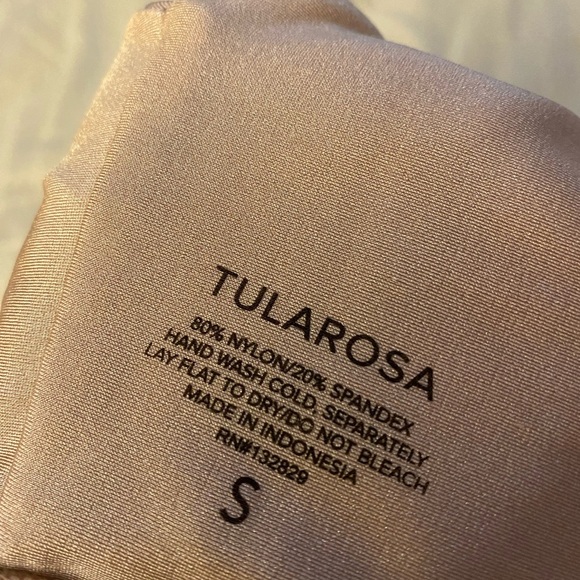 TULAROSA
80% NYLON/20% SPANDEX
HAND WASH COLD, SEPARATELY
LAY FLAT TO DRY/DO NOT BLEACH
MADE IN INDONESIA
RN#132829
S